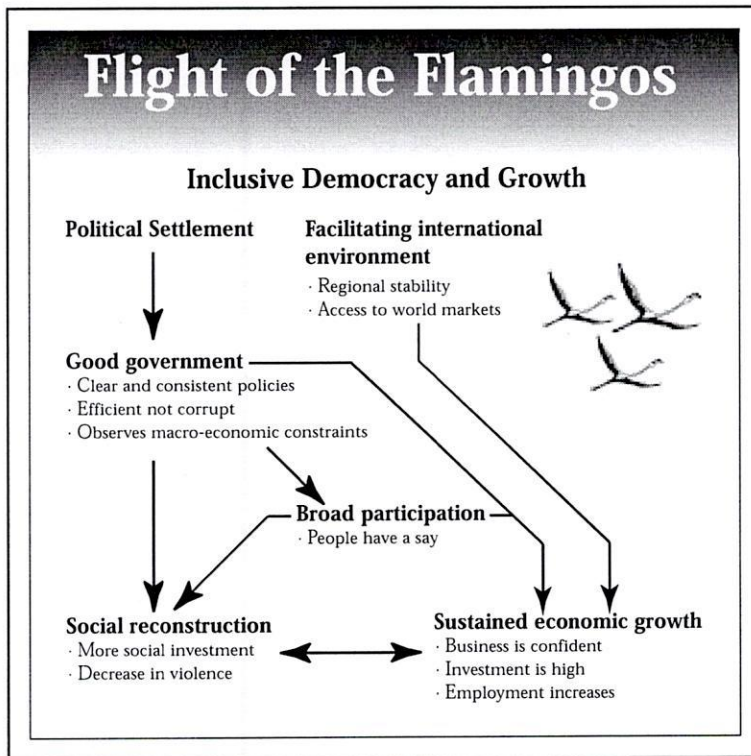 Flight of the Flamingos
Inclusive Democracy and Growth
Political Settlement
Facilitating international
environment
· Regional stability
· Access to world markets
Good government
· Clear and consistent policies
· Efficient not corrupt
· Observes macro-economic constraints
Broad participation
· People have a say
Social reconstruction
· More social investment
· Decrease in violence
Sustained economic growth
· Business is confident
· Investment is high
· Employment increases